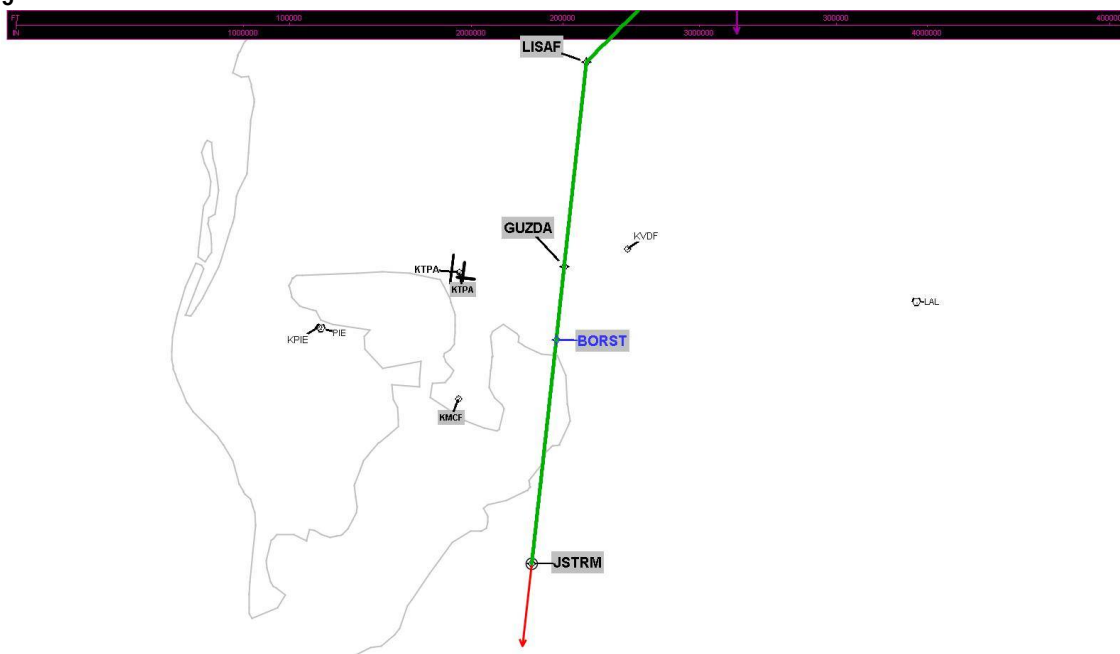 FT 100000 200000 300000 400000
IN 1000000 2000000 3000000 4000000
LISAF
GUZDA
KVDF
KTPA
KTPA
LAL
KPIE PIE
BORST
KMCF
JSTRM